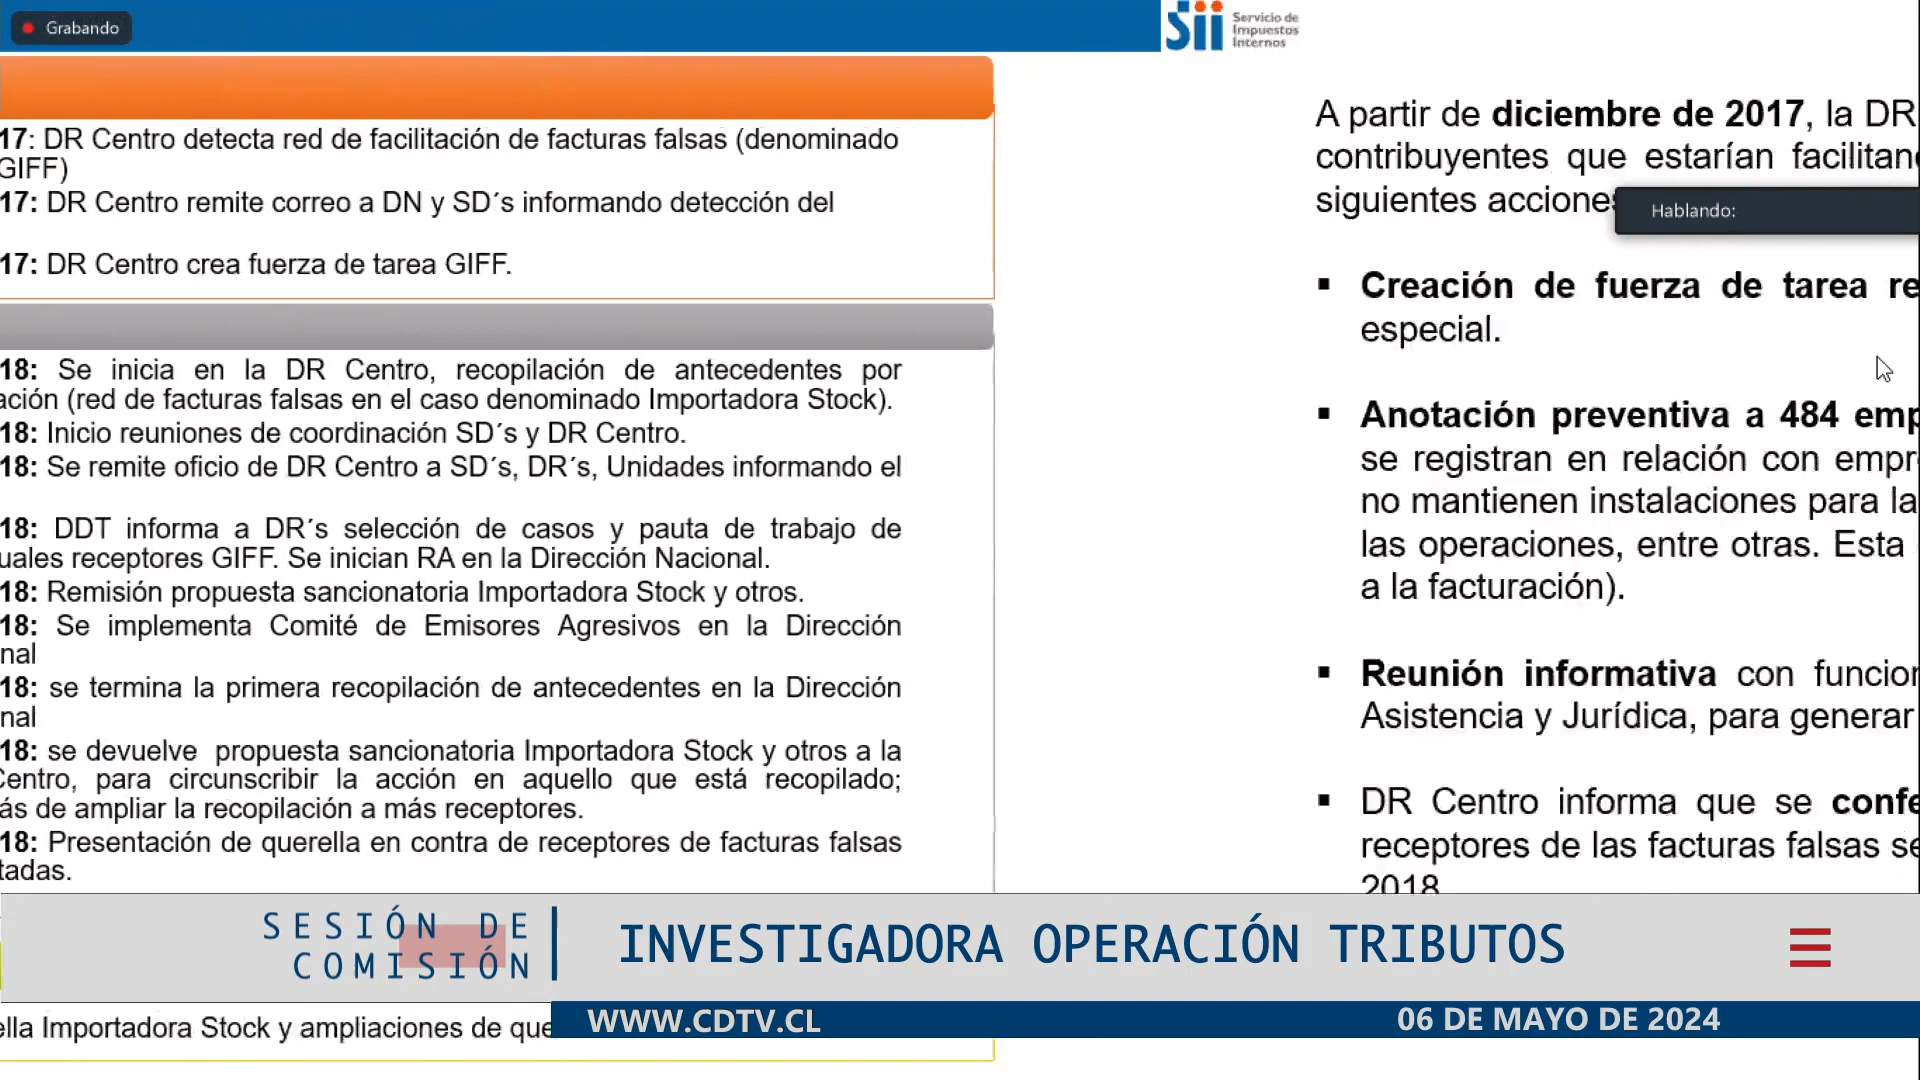 Grabando
Sii Servicio de
Impuestos
Internos
17: DR Centro detecta red de facilitación de facturas falsas (denominado
GIFF)
17: DR Centro remite correo a DN y SD´s informando detección del
17: DR Centro crea fuerza de tarea GIFF.
18: Se inicia en la DR Centro, recopilación de antecedentes por
ación (red de facturas falsas en el caso denominado Importadora Stock).
18: Inicio reuniones de coordinación SD´s y DR Centro.
18: Se remite oficio de DR Centro a SD´s, DR´s, Unidades informando el
18: DDT informa a DR´s selección de casos y pauta de trabajo de
uales receptores GIFF. Se inician RA en la Dirección Nacional.
18: Remisión propuesta sancionatoria Importadora Stock y otros.
18: Se implementa Comité de Emisores Agresivos en la Dirección
nal
18: se termina la primera recopilación de antecedentes en la Dirección
nal
18: se devuelve propuesta sancionatoria Importadora Stock y otros a la
Centro, para circunscribir la acción en aquello que está recopilado;
ás de ampliar la recopilación a más receptores.
18: Presentación de querella en contra de receptores de facturas falsas
tadas.
ella Importadora Stock y ampliaciones de que
A partir de diciembre de 2017, la DR
contribuyentes que estarían facilitan
siguientes acciones
Hablando:
▪ Creación de fuerza de tarea re
especial.
▪ Anotación preventiva a 484 emp
se registran en relación con empr
no mantienen instalaciones para la
las operaciones, entre otras. Esta
a la facturación).
▪ Reunión informativa con funcion
Asistencia y Jurídica, para generar
▪ DR Centro informa que se confe
receptores de las facturas falsas se
2018
SESIÓN DE
COMISIÓN
INVESTIGADORA OPERACIÓN TRIBUTOS
WWW.CDTV.CL
06 DE MAYO DE 2024